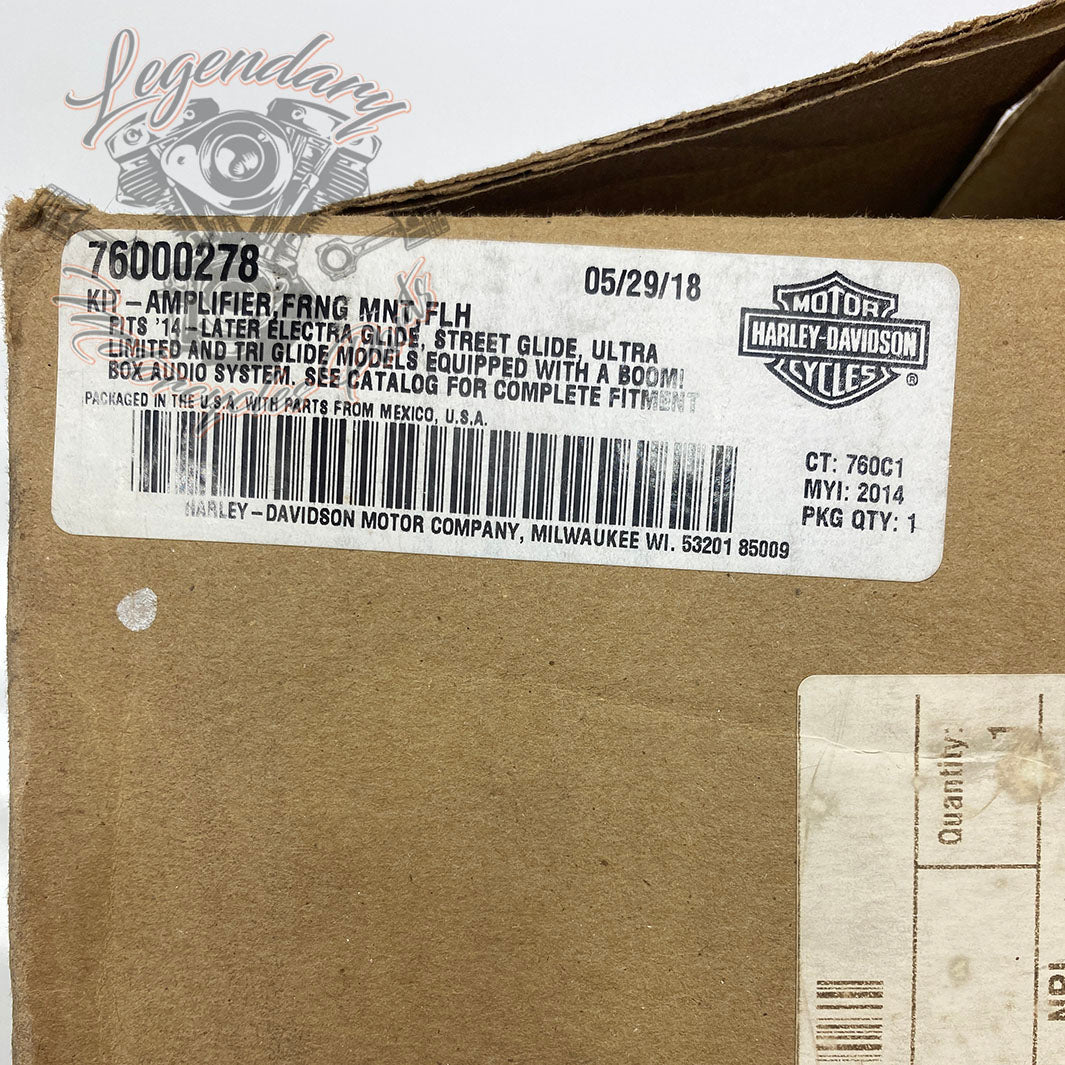 Legendary
76000278
05/29/18
KIT-AMPLIFIER,FRNG MNT,FLH
FITS '14-LATER ELECTRA GLIDE, STREET GLIDE, ULTRA
LIMITED AND TRI GLIDE MODELS EQUIPPED WITH A BOOM!
BOX AUDIO SYSTEM. SEE CATALOG FOR COMPLETE FITMENT
PACKAGED IN THE U.S.A. WITH PARTS FROM MEXICO, U.S.A.
HARLEY-DAVIDSON MOTOR COMPANY, MILWAUKEE WI. 53201 85009
MOTOR
HARLEY-DAVIDSON
CYCLES
®
CT: 760C1
MYI: 2014
PKG QTY: 1
Quantity:
1